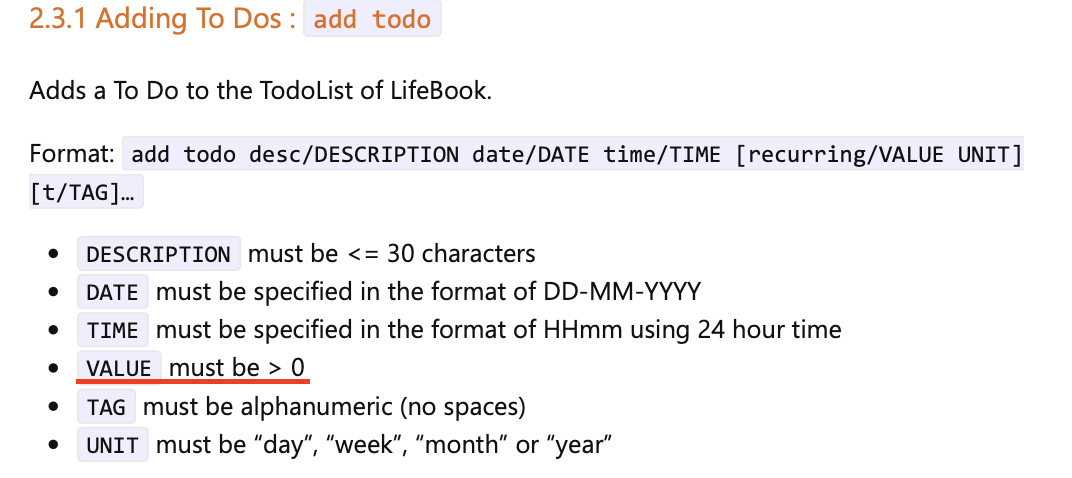 2.3.1 Adding To Dos : add todo
Adds a To Do to the TodoList of LifeBook.
Format: add todo desc/DESCRIPTION date/DATE time/TIME [recurring/VALUE UNIT]
[t/TAG]…
• DESCRIPTION must be <= 30 characters
• DATE must be specified in the format of DD-MM-YYYY
• TIME must be specified in the format of HHmm using 24 hour time
• VALUE must be > 0
• TAG must be alphanumeric (no spaces)
• UNIT must be “day”, “week”, “month” or “year”